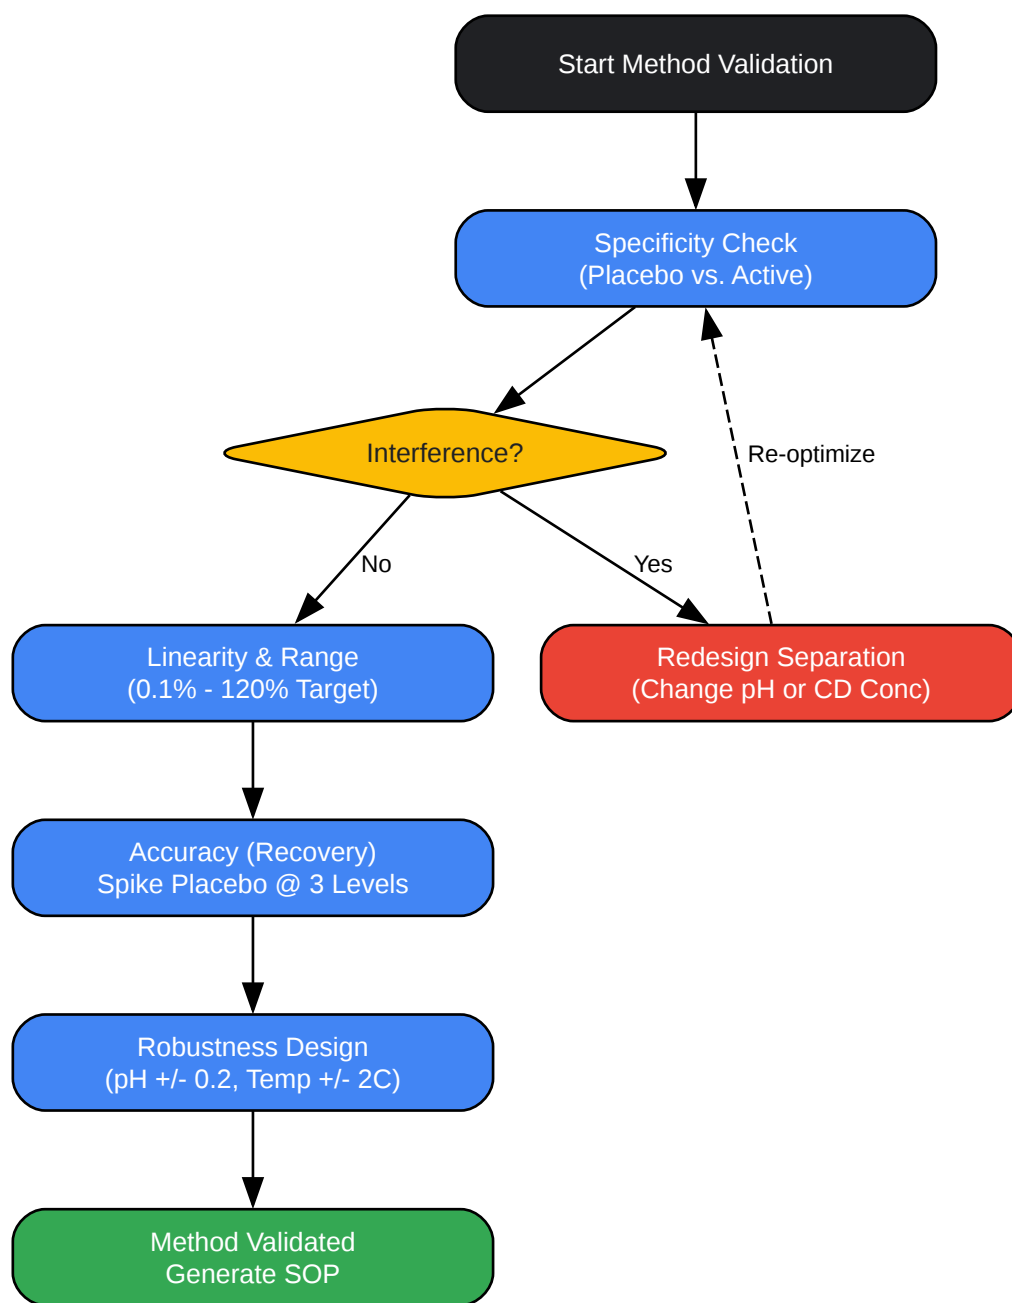 Start Method Validation
Specificity Check
(Placebo vs. Active)
Interference?
Re-optimize
No
Yes
Linearity & Range
(0.1% - 120% Target)
Redesign Separation
(Change pH or CD Conc)
Accuracy (Recovery)
Spike Placebo @ 3 Levels
Robustness Design
(pH +/- 0.2, Temp +/- 2C)
Method Validated
Generate SOP